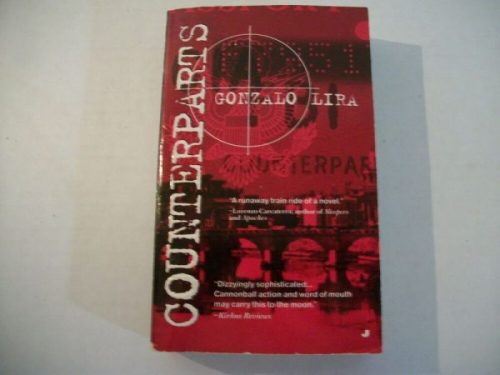 COUNTERPARTS
GONZALO LIRA
COUNTERPAR
"A runaway train ride of a novel."
—Lorenzo Carcaterra, author of Sleepers
and Apaches
"Dizzyingly sophisticated...
Cannonball action and word of mouth
may carry this to the moon."
—Kirkus Reviews
J